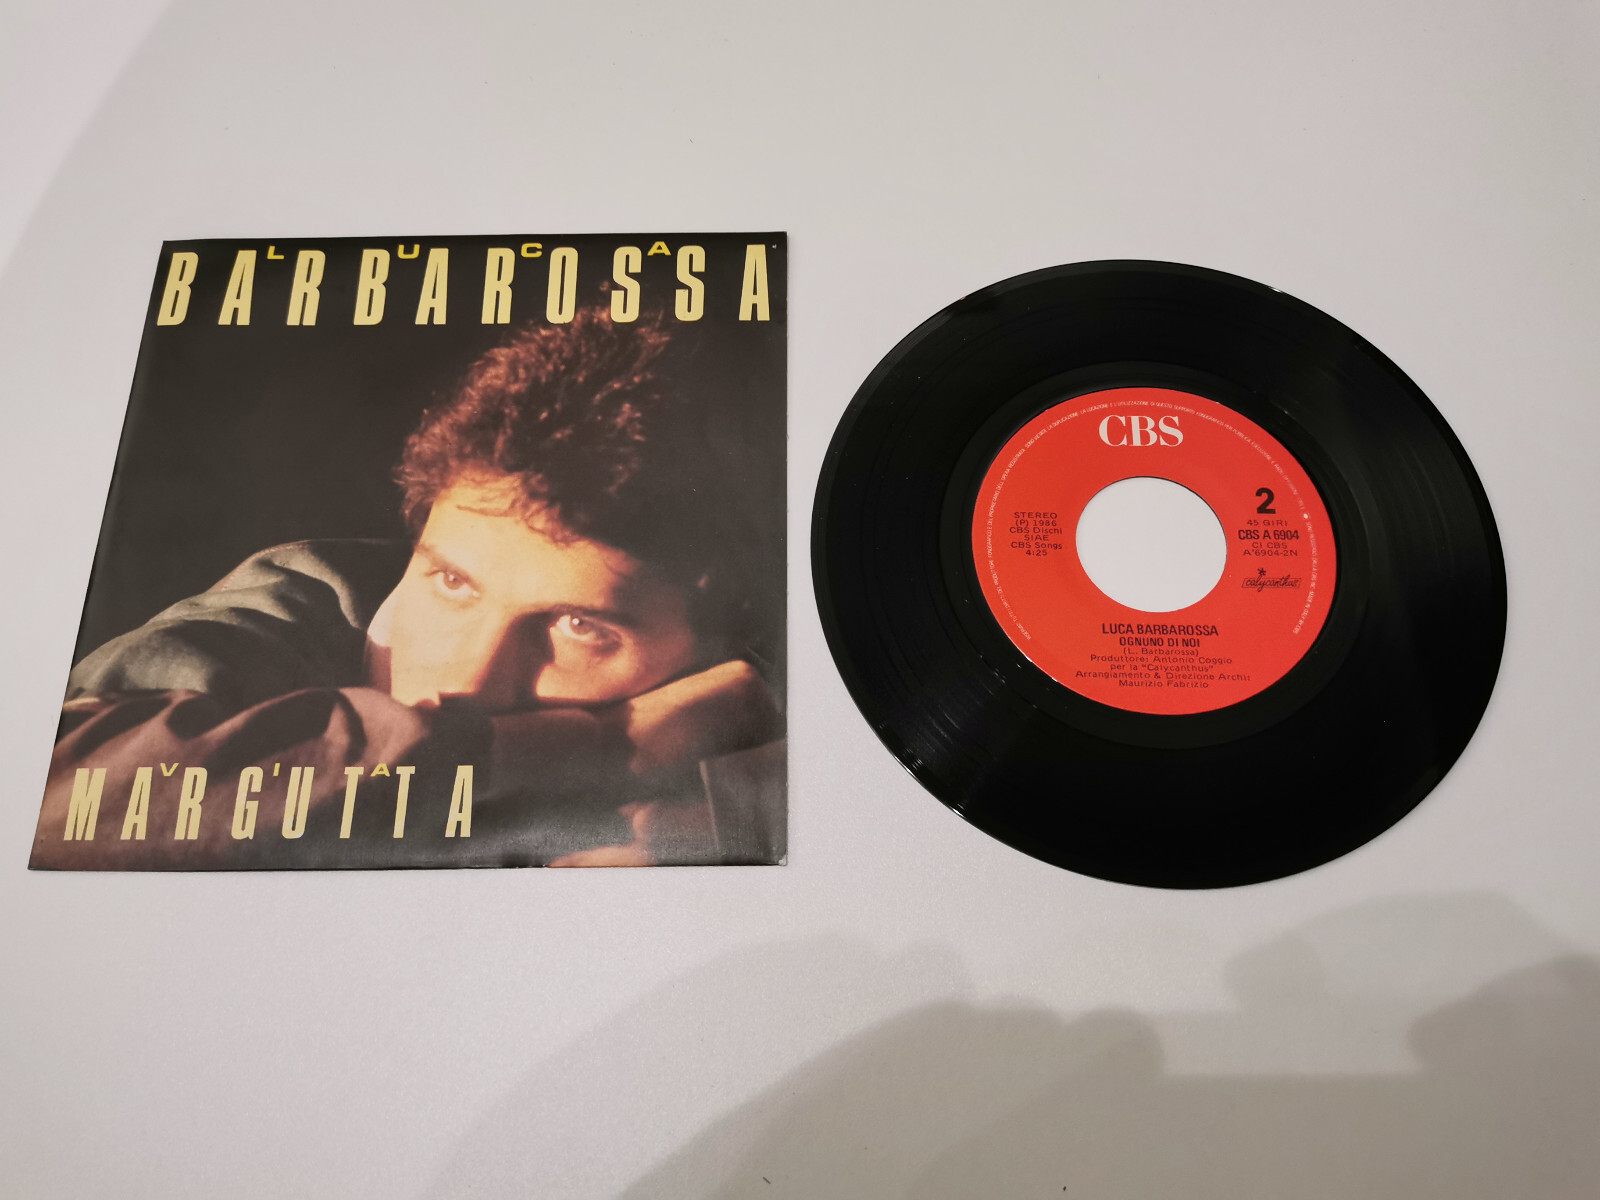 LUCA
BARBAROSSA
VIA
MARGUTTA
CBS
STEREO
(P) 1986
CBS Dischi
SIAE
CBS Songs
4:25
2
45 GIRI
CBS A 6904
CI CBS
A*6904-2N
calycanthus
LUCA BARBAROSSA
OGNUNO DI NOI
(L. Barbarossa)
Produttore: Antonio Coggio
per la "Calycanthus"
Arrangiamento & Direzione Archi:
Maurizio Fabrizio